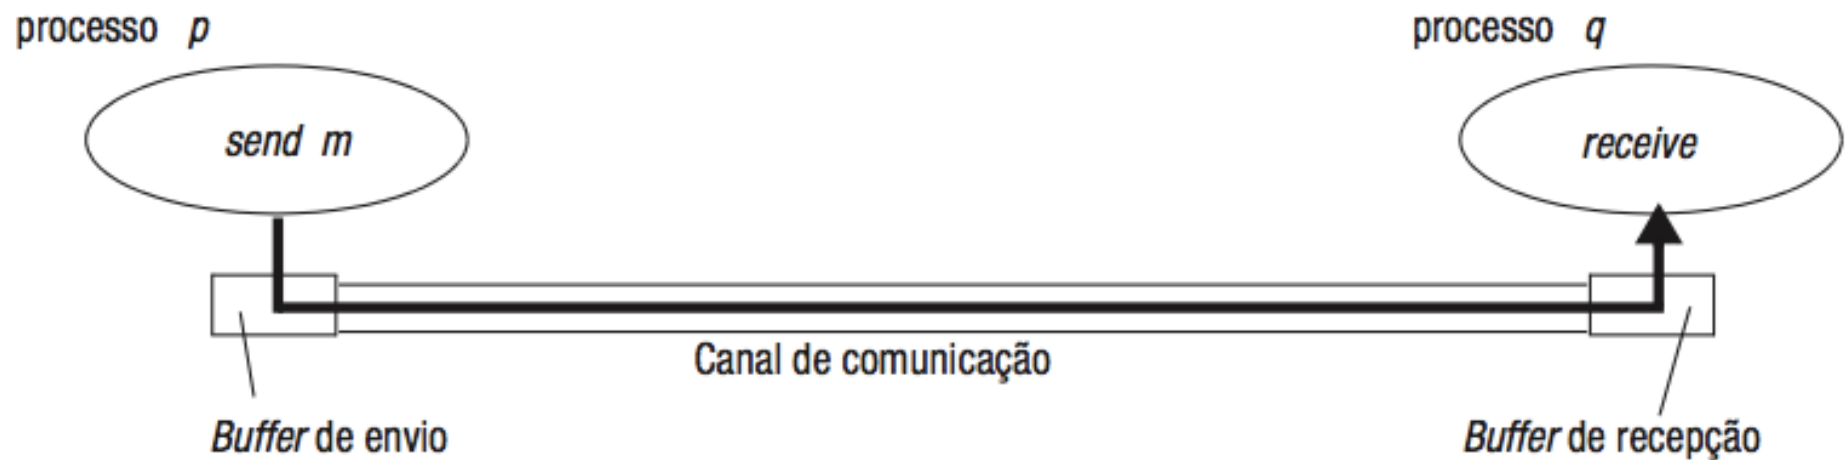 processo p
processo q
send m
receive
Canal de comunicação
Buffer de envio
Buffer de recepção